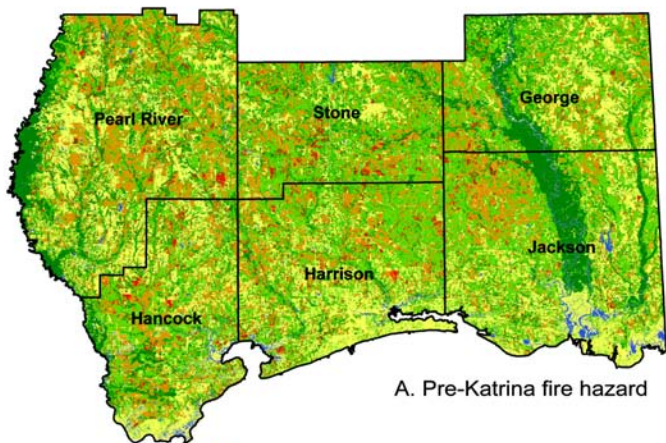 George
Stone
Pearl River
Jackson
Harrison
Hancock
A. Pre-Katrina fire hazard